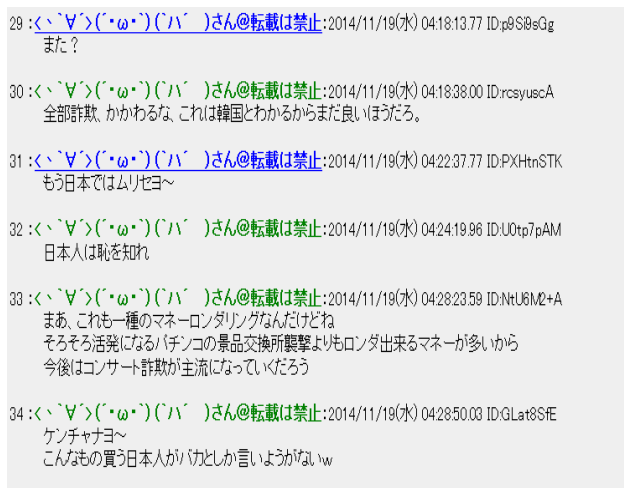 29 :<ヽ`∀´>(´・ω・`)(`ハ´  )さん@転載は禁止:2014/11/19(水) 04:18:13.77 ID:p9Si9sGg
また?
30 :<ヽ`∀´>(´・ω・`)(`ハ´  )さん@転載は禁止:2014/11/19(水) 04:18:38.00 ID:rcsyuscA
全部詐欺、かかわるな、これは韓国とわかるからまだ良いほうだろ。
31 :<ヽ`∀´>(´・ω・`)(`ハ´  )さん@転載は禁止:2014/11/19(水) 04:22:37.77 ID:PXHtnSTK
もう日本ではムリセヨ~
32 :<ヽ`∀´>(´・ω・`)(`ハ´  )さん@転載は禁止:2014/11/19(水) 04:24:19.96 ID:U0tp7pAM
日本人は恥を知れ
33 :<ヽ`∀´>(´・ω・`)(`ハ´  )さん@転載は禁止:2014/11/19(水) 04:28:23.59 ID:NtU6M2+A
まあ、これも一種のマネーロンダリングなんだけどね
そろそろ活発になるパチンコの景品交換所襲撃よりもロンダ出来るマネーが多いから
今後はコンサート詐欺が主流になっていくだろう
34 :<ヽ`∀´>(´・ω・`)(`ハ´  )さん@転載は禁止:2014/11/19(水) 04:28:50.03 ID:GLat8SfE
ケンチャナヨ~
こんなもの買う日本人がバカとしか言いようがないw